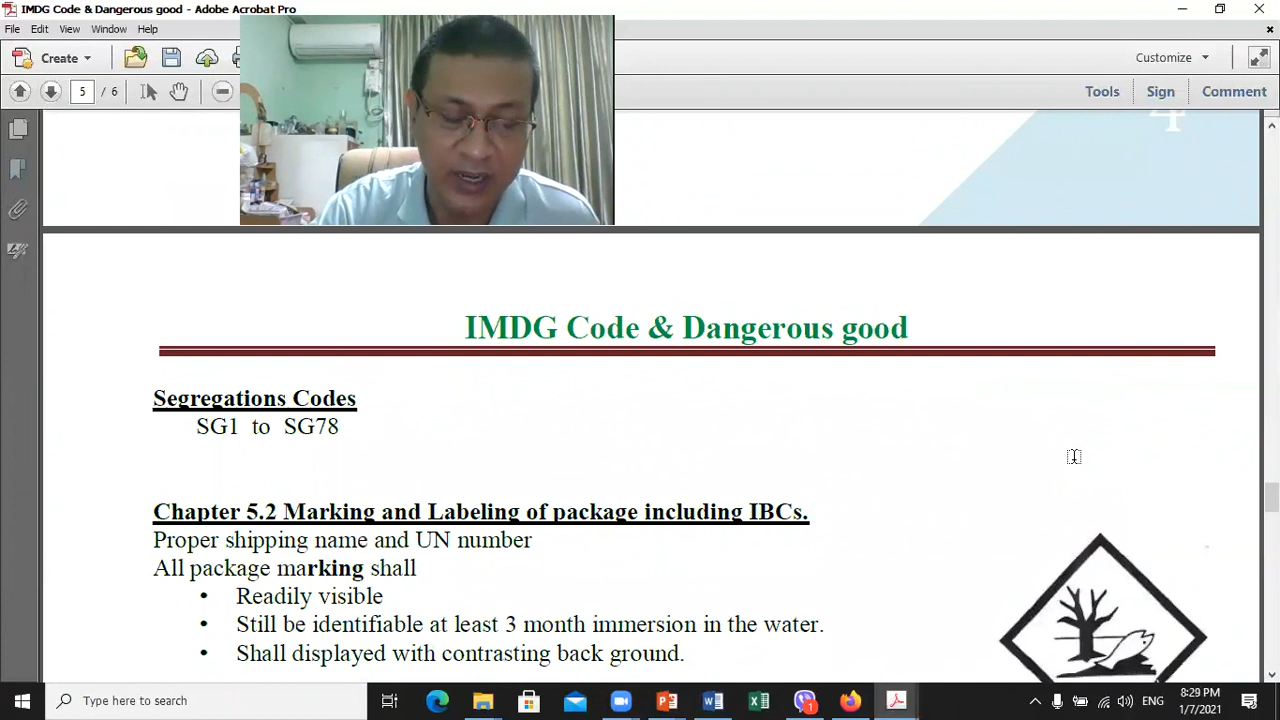 IMDG Code & Dangerous good - Adobe Acrobat Pro
File Edit View Window Help
Create
Customize
5 / 6
Tools Sign Comment
IMDG Code & Dangerous good
Segregations Codes
SG1 to SG78
Chapter 5.2 Marking and Labeling of package including IBCs.
Proper shipping name and UN number
All package marking shall
• Readily visible
• Still be identifiable at least 3 month immersion in the water.
• Shall displayed with contrasting back ground.
Type here to search
1
ENG
8:29 PM
1/7/2021